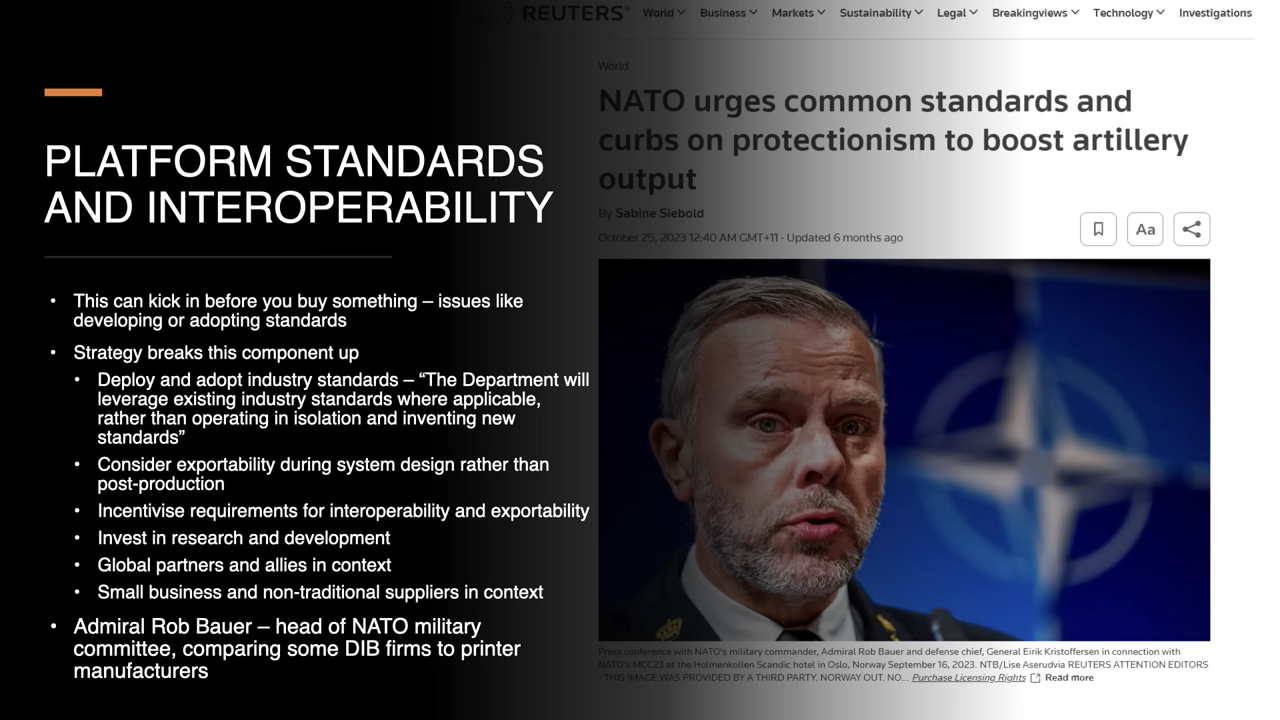 REUTERS®
World Business Markets Sustainability Legal Breakingviews Technology Investigations
PLATFORM STANDARDS
AND INTEROPERABILITY
• This can kick in before you buy something – issues like
developing or adopting standards
• Strategy breaks this component up
• Deploy and adopt industry standards – “The Department will
leverage existing industry standards where applicable,
rather than operating in isolation and inventing new
standards”
• Consider exportability during system design rather than
post-production
• Incentivise requirements for interoperability and exportability
• Invest in research and development
• Global partners and allies in context
• Small business and non-traditional suppliers in context
• Admiral Rob Bauer – head of NATO military
committee, comparing some DIB firms to printer
manufacturers
World
NATO urges common standards and
curbs on protectionism to boost artillery
output
By Sabine Siebold
October 25, 2023 12:40 AM GMT+11 · Updated 6 months ago
Aa
Press conference with NATO's military commander, Admiral Rob Bauer and defense chief, General Eirik Kristoffersen in connection with
NATO's MCC23 at the Holmenkollen Scandic hotel in Oslo, Norway September 16, 2023. NTB/Lise Aserudvia REUTERS ATTENTION EDITORS
- THIS IMAGE WAS PROVIDED BY A THIRD PARTY. NORWAY OUT. NO... Purchase Licensing Rights Read more